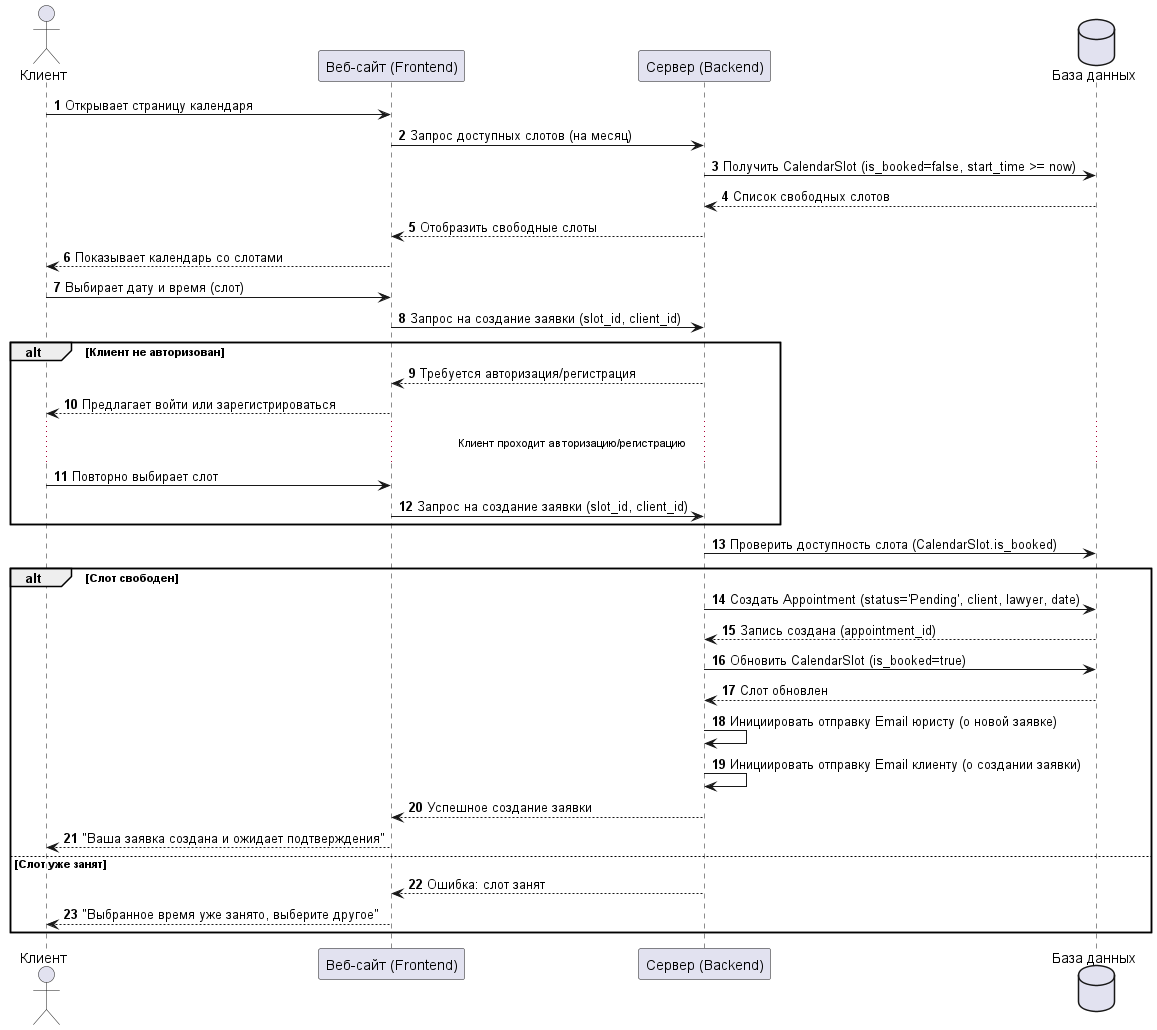 Клиент
Веб-сайт (Frontend)
Сервер (Backend)
База данных
1 Открывает страницу календаря
2 Запрос доступных слотов (на месяц)
3 Получить CalendarSlot (is_booked=false, start_time >= now)
4 Список свободных слотов
5 Отобразить свободные слоты
6 Показывает календарь со слотами
7 Выбирает дату и время (слот)
8 Запрос на создание заявки (slot_id, client_id)
alt [Клиент не авторизован]
9 Требуется авторизация/регистрация
10 Предлагает войти или зарегистрироваться
Клиент проходит авторизацию/регистрацию
11 Повторно выбирает слот
12 Запрос на создание заявки (slot_id, client_id)
13 Проверить доступность слота (CalendarSlot.is_booked)
alt [Слот свободен]
14 Создать Appointment (status='Pending', client, lawyer, date)
15 Запись создана (appointment_id)
16 Обновить CalendarSlot (is_booked=true)
17 Слот обновлен
18 Инициировать отправку Email юристу (о новой заявке)
19 Инициировать отправку Email клиенту (о создании заявки)
20 Успешное создание заявки
21 "Ваша заявка создана и ожидает подтверждения"
[Слот уже занят]
22 Ошибка: слот занят
23 "Выбранное время уже занято, выберите другое"
Клиент
Веб-сайт (Frontend)
Сервер (Backend)
База данных